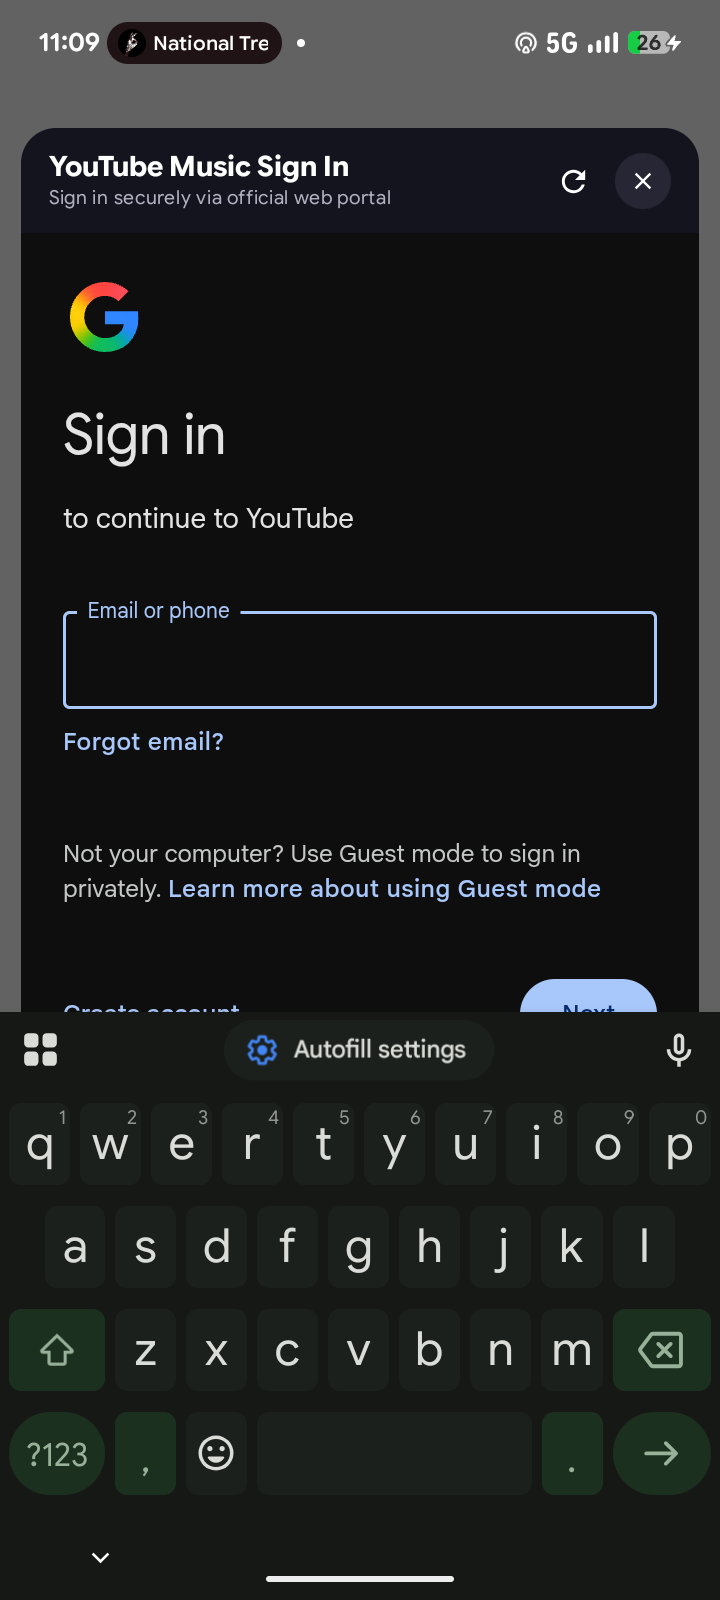 11:09 National Tre 5G 26
YouTube Music Sign In
Sign in securely via official web portal
Sign in
to continue to YouTube
Email or phone
Forgot email?
Not your computer? Use Guest mode to sign in
privately. Learn more about using Guest mode
Create account Next
Autofill settings
1 2 3 4 5 6 7 8 9 0
q w e r t y u i o p
a s d f g h j k l
z x c v b n m
?123 , .